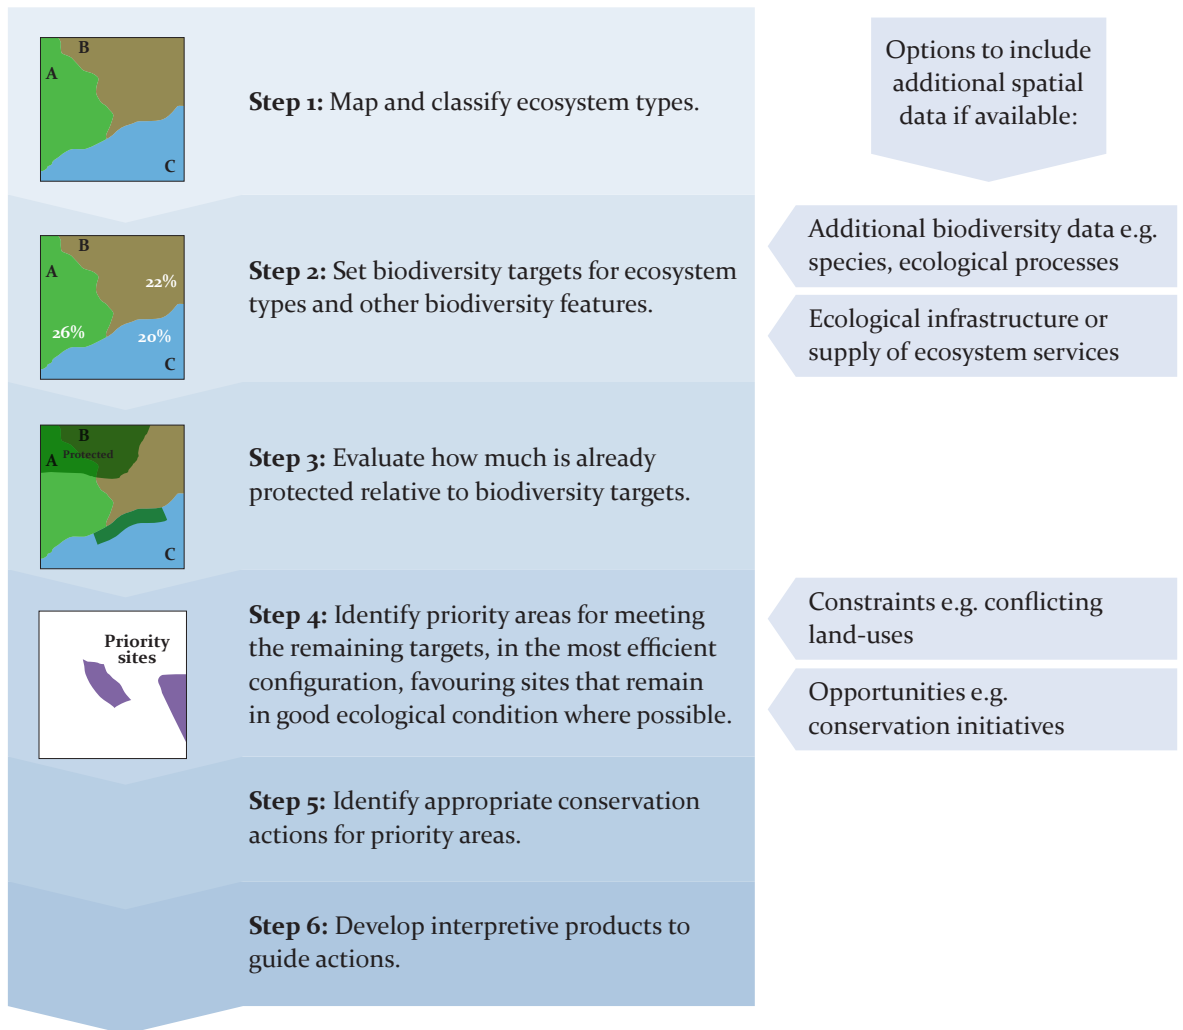 B
A
C
Step 1: Map and classify ecosystem types.
Options to include
additional spatial
data if available:
B
A
22%
26%
20%
C
Step 2: Set biodiversity targets for ecosystem
types and other biodiversity features.
Additional biodiversity data e.g.
species, ecological processes
Ecological infrastructure or
supply of ecosystem services
B
A
Protected
C
Step 3: Evaluate how much is already
protected relative to biodiversity targets.
Priority
sites
Step 4: Identify priority areas for meeting
the remaining targets, in the most efficient
configuration, favouring sites that remain
in good ecological condition where possible.
Constraints e.g. conflicting
land-uses
Opportunities e.g.
conservation initiatives
Step 5: Identify appropriate conservation
actions for priority areas.
Step 6: Develop interpretive products to
guide actions.